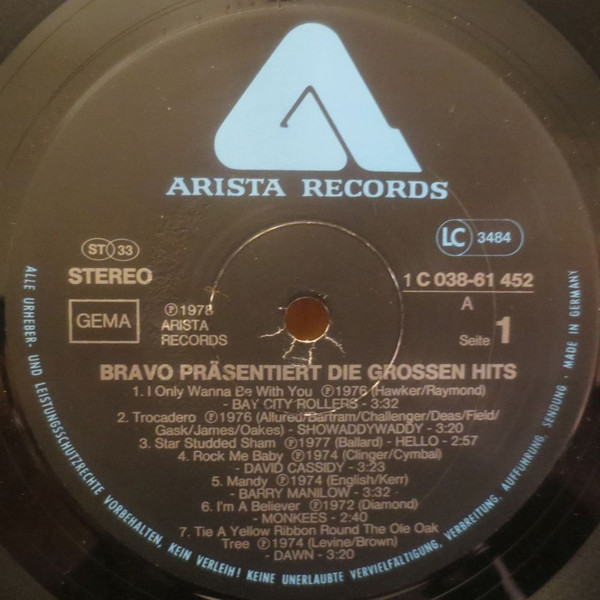 ARISTA RECORDS
LC 3484
ST 33
STEREO
1 C 038-61 452
A
GEMA
℗ 1978
ARISTA
RECORDS
Seite 1
BRAVO PRÄSENTIERT DIE GROSSEN HITS
1. I Only Wanna Be With You ℗ 1976 (Hawker/Raymond)
- BAY CITY ROLLERS - 3:32
2. Trocadero ℗ 1976 (Allured/Bartram/Challenger/Deas/Field/
Gask/James/Oakes) - SHOWADDYWADDY - 3:20
3. Star Studded Sham ℗ 1977 (Ballard) - HELLO - 2:57
4. Rock Me Baby ℗ 1974 (Clinger/Cymbal)
- DAVID CASSIDY - 3:23
5. Mandy ℗ 1974 (English/Kerr)
- BARRY MANILOW - 3:32 -
6. I'm A Believer ℗ 1972 (Diamond)
- MONKEES - 2:40
7. Tie A Yellow Ribbon Round The Ole Oak
Tree ℗ 1974 (Levine/Brown)
- DAWN - 3:20
ALLE URHEBER- UND LEISTUNGSSCHUTZRECHTE VORBEHALTEN, KEIN VERLEIH! KEINE UNERLAUBTE VERVIELFÄLTIGUNG, VERBREITUNG, AUFFÜHRUNG, SENDUNG · MADE IN GERMANY